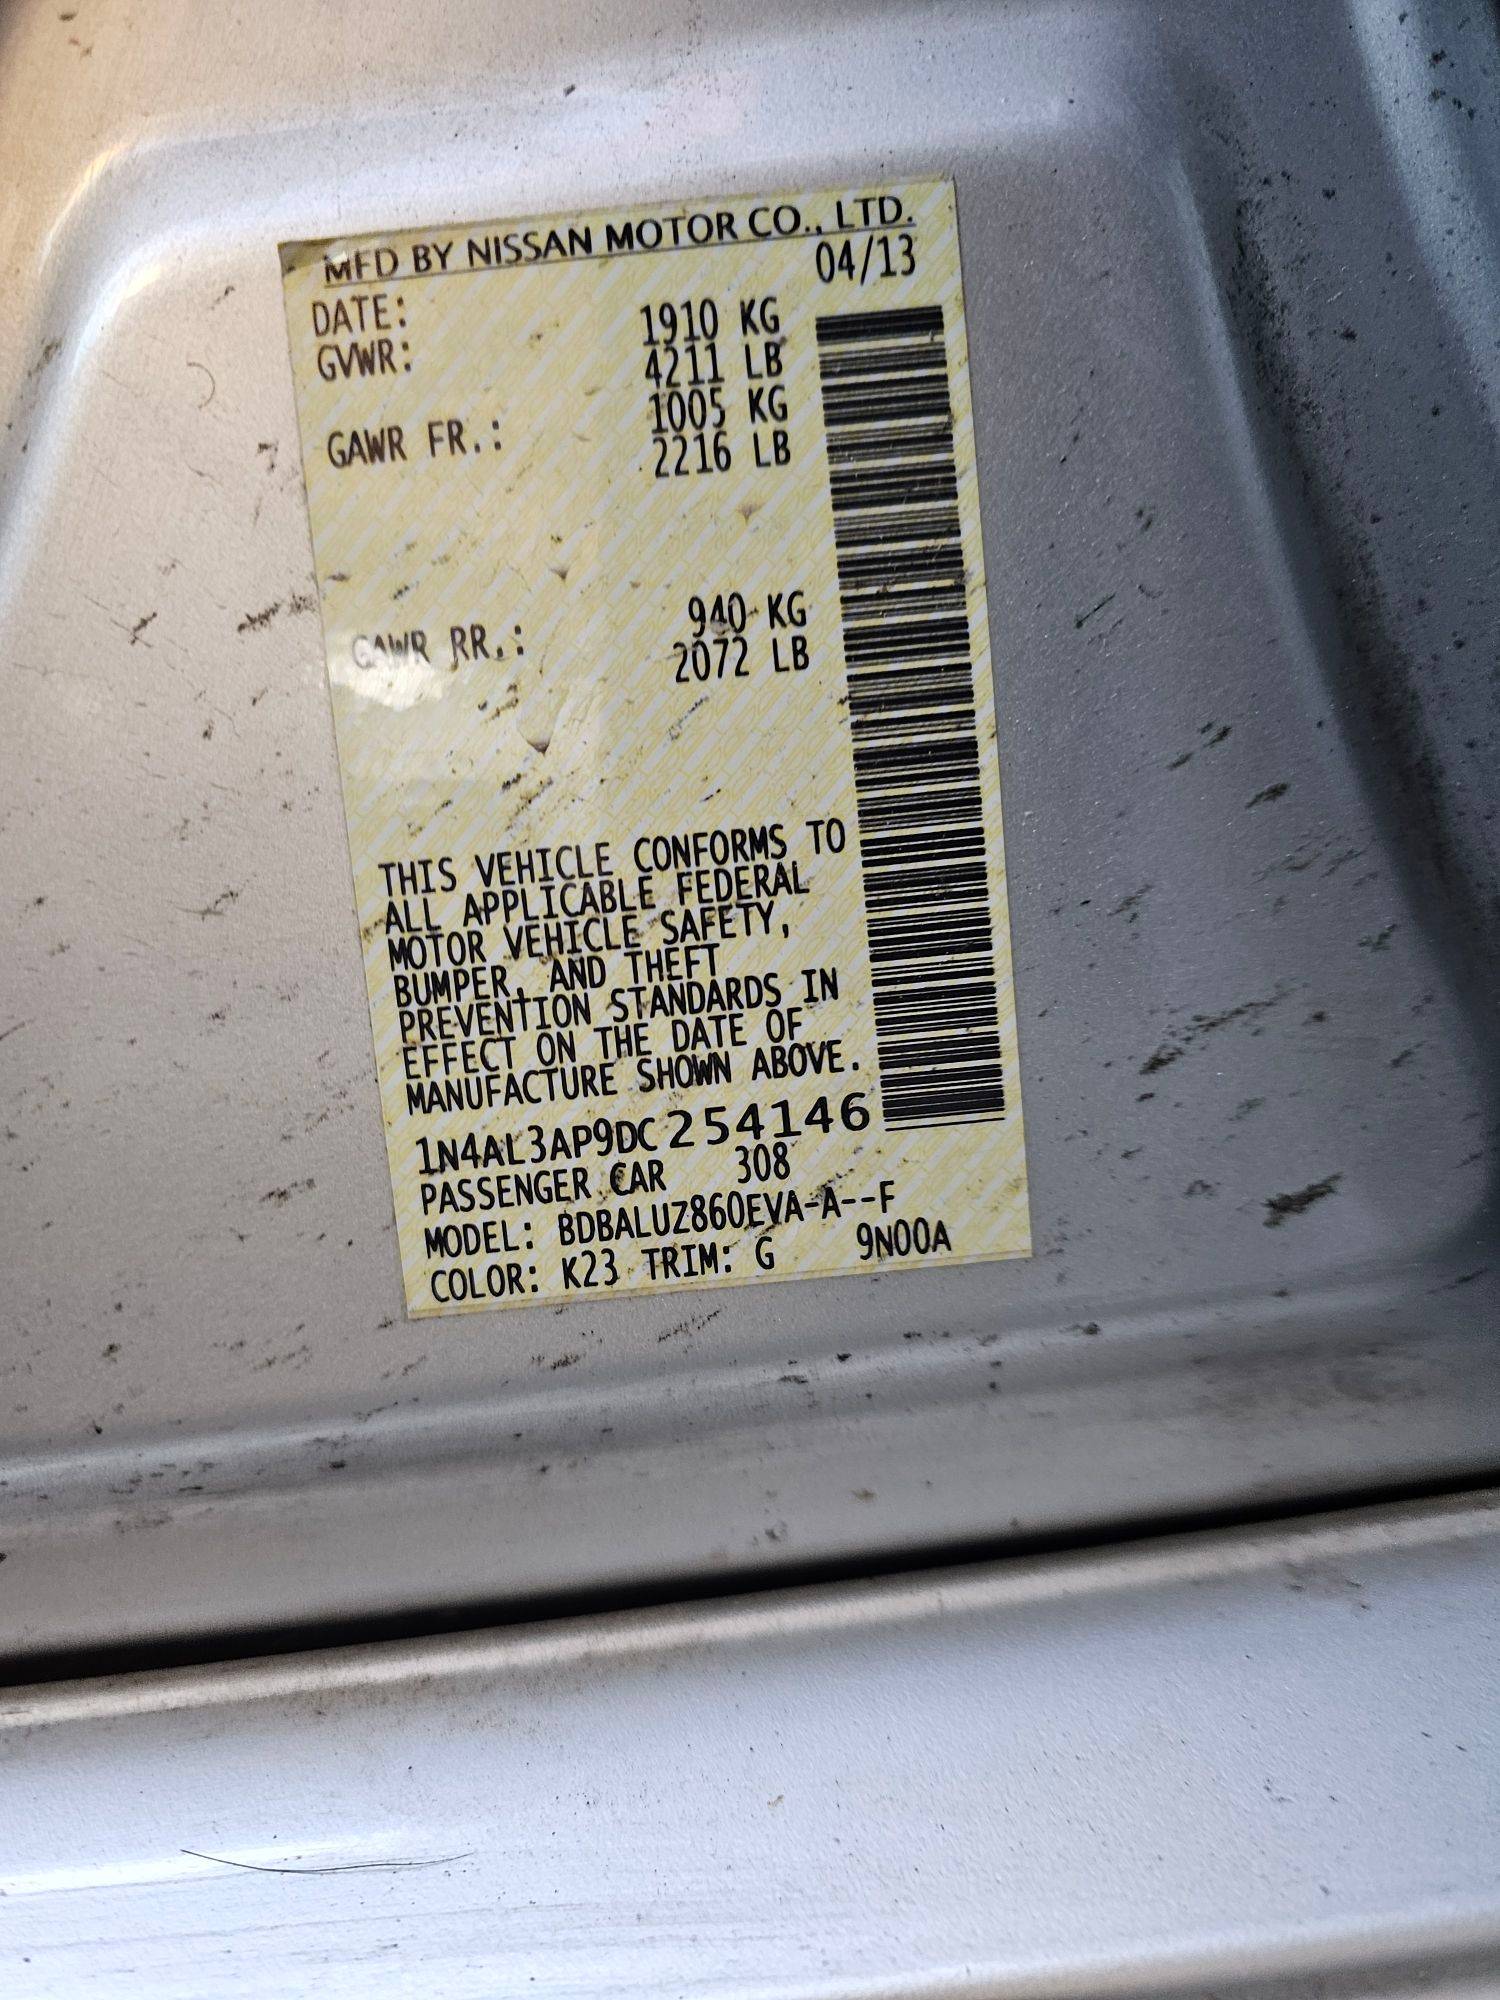 MFD BY NISSAN MOTOR CO., LTD.
DATE: 04/13
GVWR: 1910 KG
4211 LB
GAWR FR.: 1005 KG
2216 LB
GAWR RR.: 940 KG
2072 LB
THIS VEHICLE CONFORMS TO
ALL APPLICABLE FEDERAL
MOTOR VEHICLE SAFETY,
BUMPER, AND THEFT
PREVENTION STANDARDS IN
EFFECT ON THE DATE OF
MANUFACTURE SHOWN ABOVE.
1N4AL3AP9DC254146
PASSENGER CAR 308
MODEL: BDBALUZ860EVA-A--F
COLOR: K23 TRIM: G 9N00A